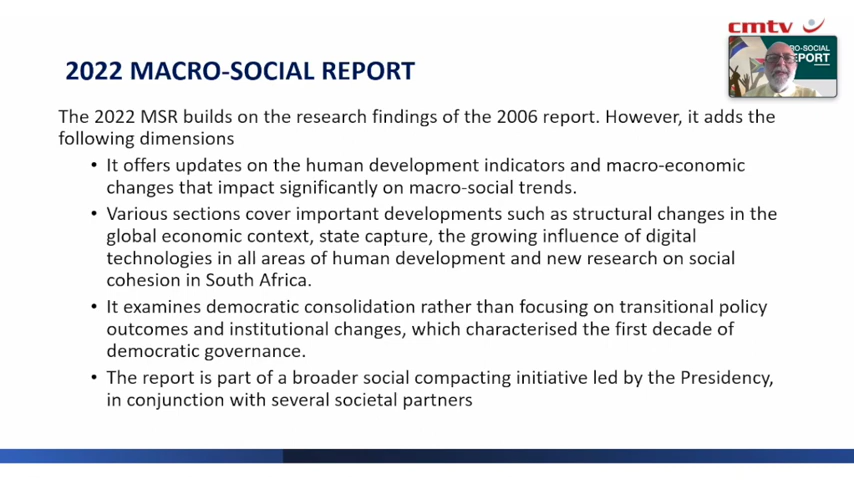 cmtv
RO-SOCIAL
PORT
2022 MACRO-SOCIAL REPORT
The 2022 MSR builds on the research findings of the 2006 report. However, it adds the
following dimensions
• It offers updates on the human development indicators and macro-economic
changes that impact significantly on macro-social trends.
• Various sections cover important developments such as structural changes in the
global economic context, state capture, the growing influence of digital
technologies in all areas of human development and new research on social
cohesion in South Africa.
• It examines democratic consolidation rather than focusing on transitional policy
outcomes and institutional changes, which characterised the first decade of
democratic governance.
• The report is part of a broader social compacting initiative led by the Presidency,
in conjunction with several societal partners